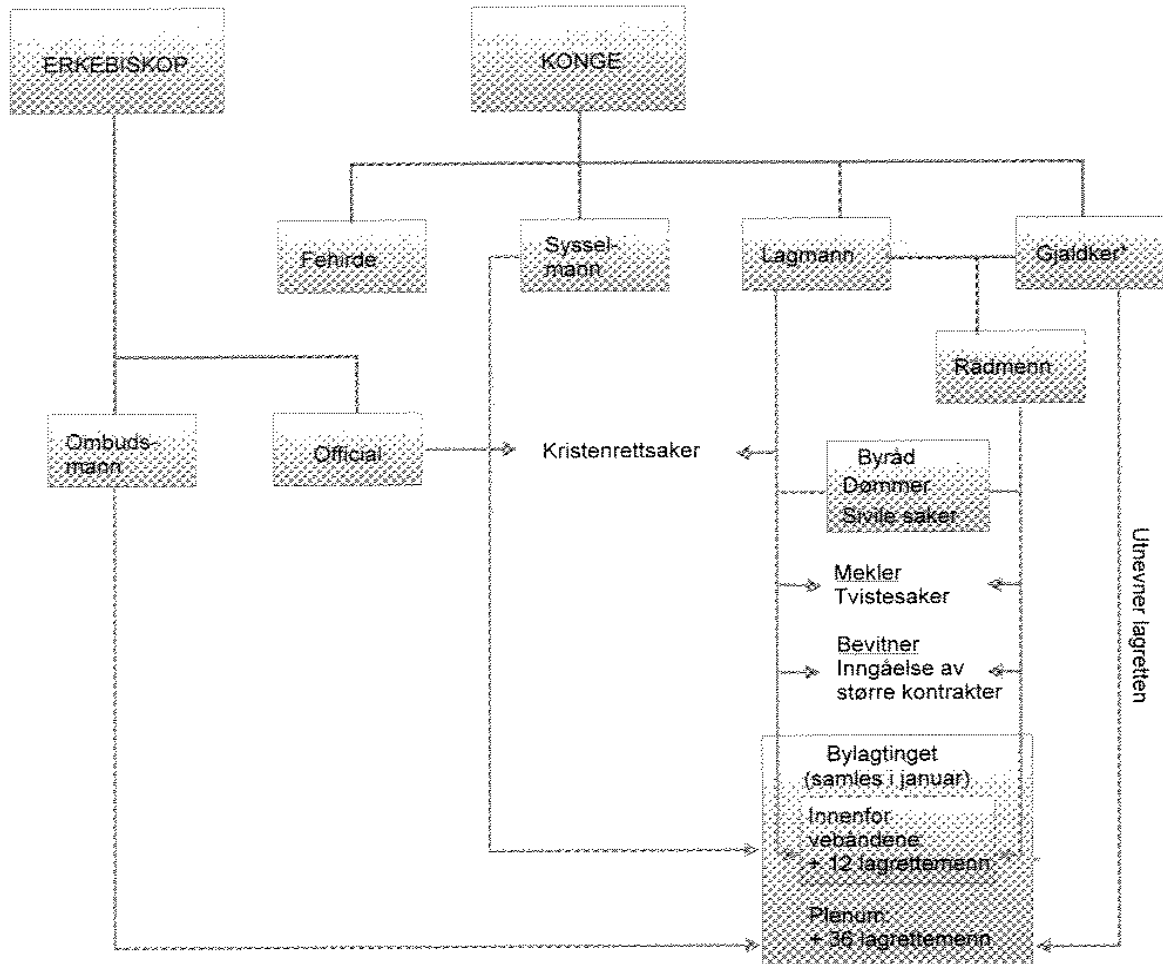 ERKEBISKOP
KONGE
Fehirde
Syssel-
mann
Lagmann
Gjaldker*
Rådmenn
Ombuds-
mann
Official
Kristenrettsaker
Byråd
Dømmer
Sivile saker
Mekler
Tvistesaker
Bevitner
Inngåelse av
større kontrakter
Utnevner lagretten
Bylagtinget
(samles i januar)
Innenfor
vebåndene:
+ 12 lagrettemenn
Plenum:
+ 36 lagrettemenn